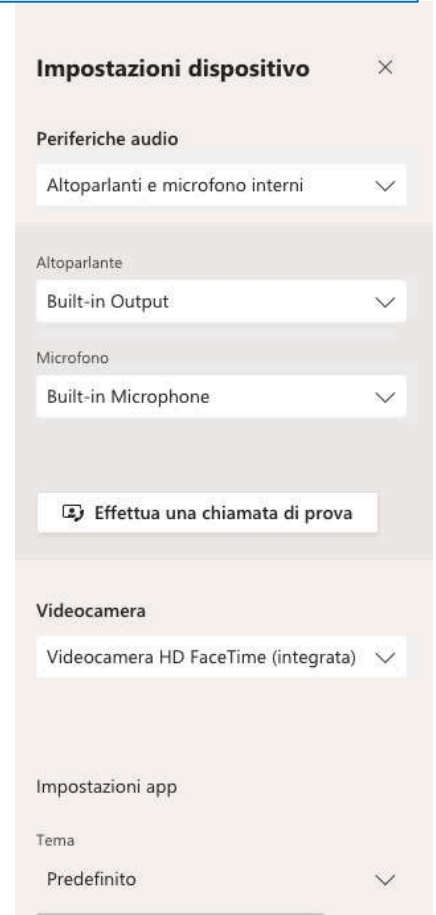 Impostazioni dispositivo
Periferiche audio
Altoparlanti e microfono interni
Altoparlante
Built-in Output
Microfono
Built-in Microphone
Effettua una chiamata di prova
Videocamera
Videocamera HD FaceTime (integrata)
Impostazioni app
Tema
Predefinito